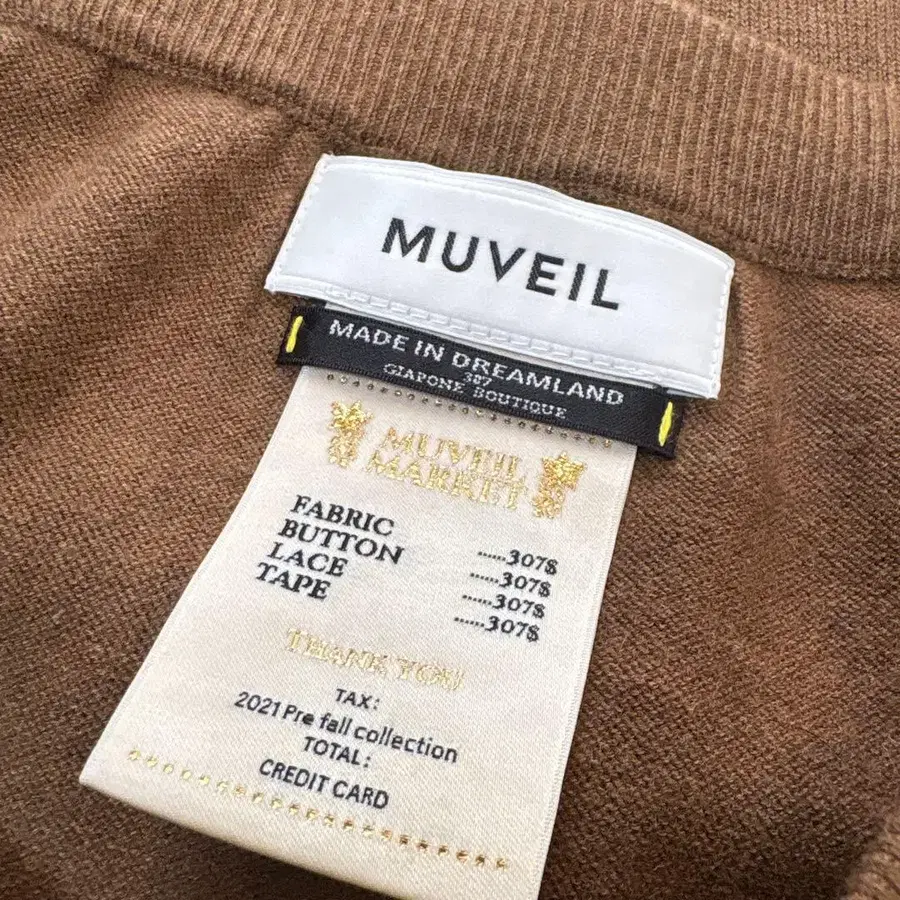 MUVEIL
MADE IN DREAMLAND
387
GIAPONE BOUTIQUE
MUVEIL
MARKET
FABRIC ......307$
BUTTON ......307$
LACE ......307$
TAPE ......307$
THANK YOU!
TAX:
2021 Pre fall collection
TOTAL:
CREDIT CARD